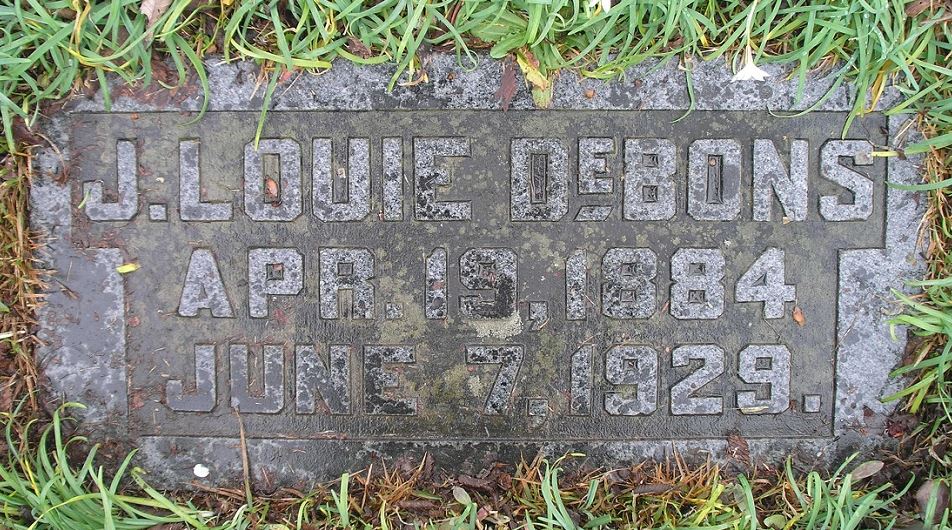 J. LOUIE DEBONS
APR. 19, 1884
JUNE 7, 1929.